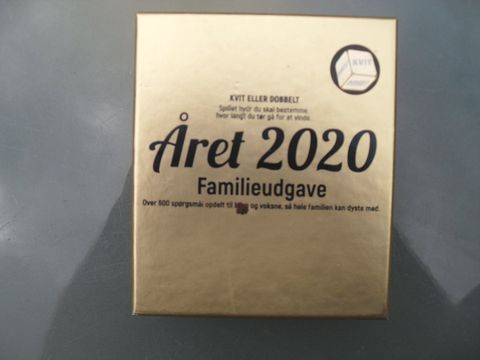 KVIT
KVIT ELLER DOBBELT
Spillet hvor du skal bestemme,
hvor langt du tør gå for at vinde.
Året 2020
Familieudgave
Over 600 spørgsmål opdelt til og voksne, så hele familien kan dyste med.